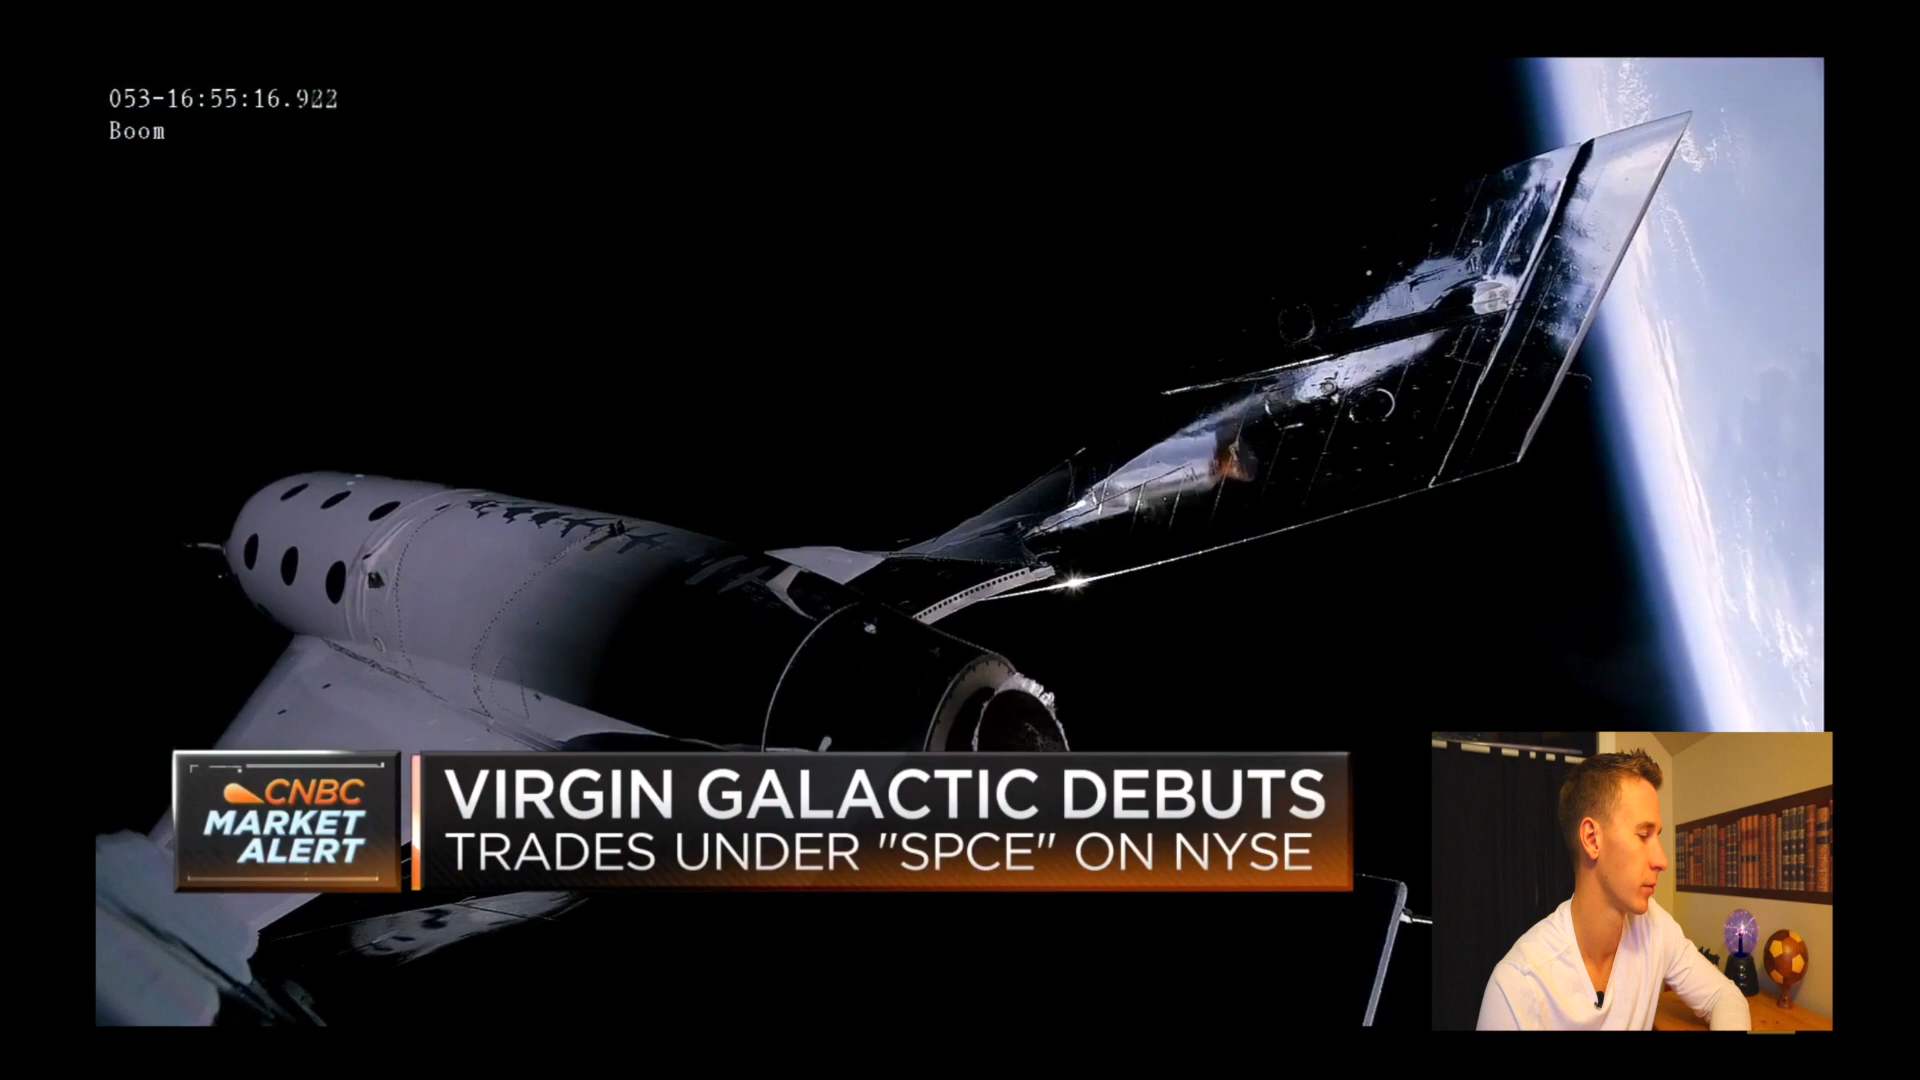 053-16:55:16.922
Boom
CNBC
MARKET
ALERT
VIRGIN GALACTIC DEBUTS
TRADES UNDER "SPCE" ON NYSE